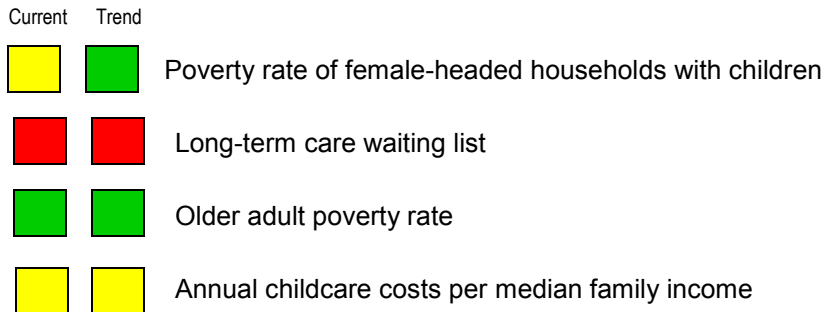 Current Trend
Poverty rate of female-headed households with children
Long-term care waiting list
Older adult poverty rate
Annual childcare costs per median family income